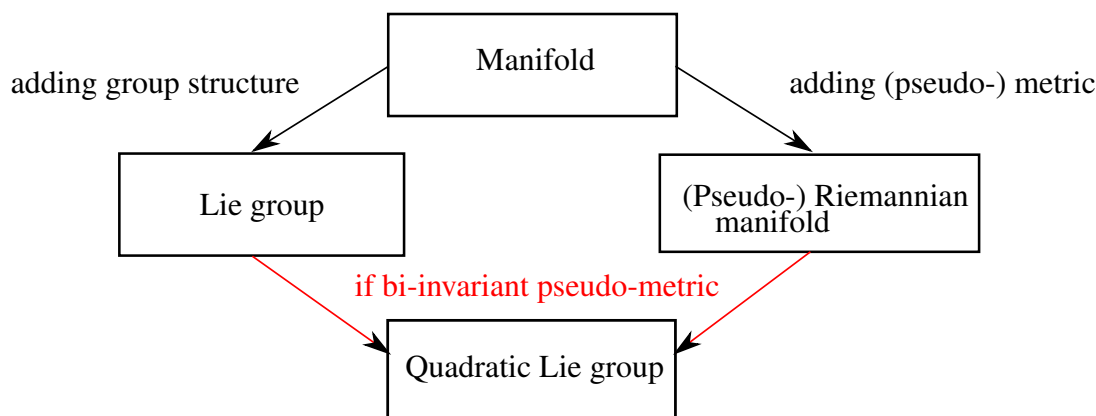 Manifold
adding group structure
adding (pseudo-) metric
Lie group
(Pseudo-) Riemannian
manifold
if bi-invariant pseudo-metric
Quadratic Lie group